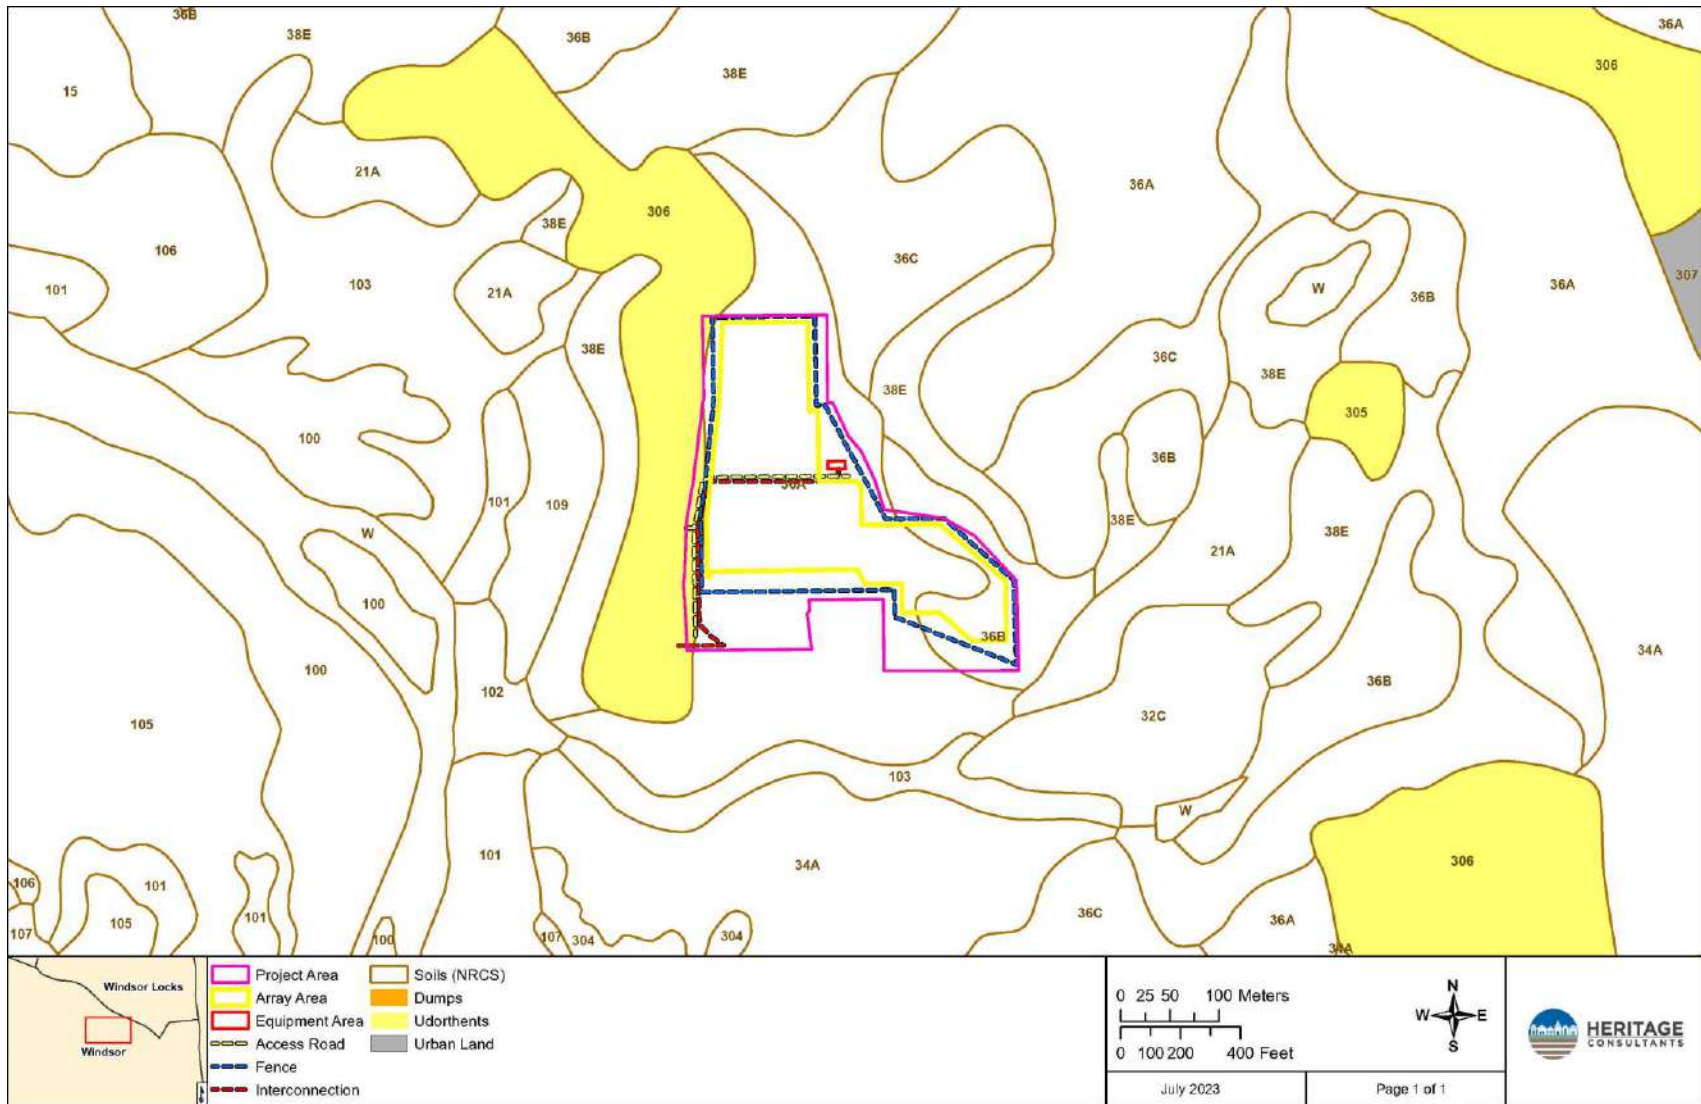 36B
38E
36B
36A
306
38E
15
21A
36A
306
38E
106
36C
103
101
21A
W
36B
36A
307
38E
36C
38E
38E
305
100
36B
101
109
36A
W
38E
38E
21A
100
36B
34A
100
102
36B
32C
105
103
W
101
34A
306
106
101
105
101
107
100
107
304
304
36C
36A
34A
Windsor Locks
Windsor
Project Area
Array Area
Equipment Area
Access Road
Fence
Interconnection
Soils (NRCS)
Dumps
Udorthents
Urban Land
0 25 50 100 Meters
0 100 200 400 Feet
N
W E
S
HERITAGE
CONSULTANTS
July 2023
Page 1 of 1